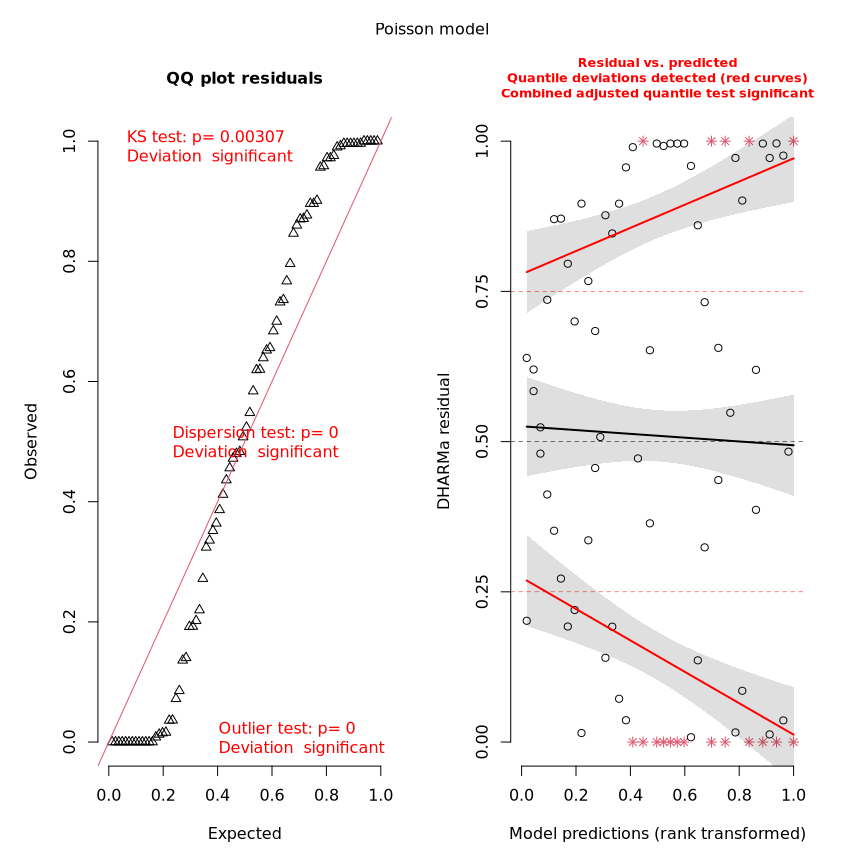 Poisson model
QQ plot residuals
KS test: p= 0.00307
Deviation  significant
Dispersion test: p= 0
Deviation  significant
Outlier test: p= 0
Deviation  significant
Observed
0.0
0.2
0.4
0.6
0.8
1.0
0.0
0.2
0.4
0.6
0.8
1.0
Expected
Residual vs. predicted
Quantile deviations detected (red curves)
Combined adjusted quantile test significant
DHARMa residual
0.00
0.25
0.50
0.75
1.00
0.0
0.2
0.4
0.6
0.8
1.0
Model predictions (rank transformed)